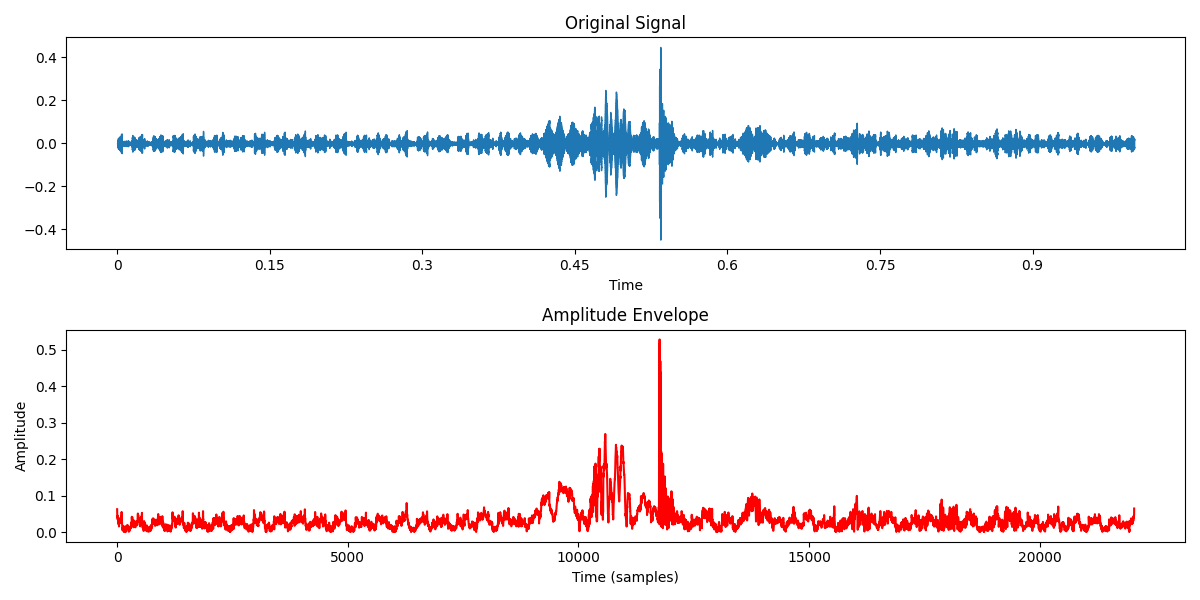 Original Signal
0.4
0.2
0.0
−0.2
−0.4
0 0.15 0.3 0.45 0.6 0.75 0.9
Time
Amplitude Envelope
0.5
0.4
0.3
0.2
0.1
0.0
Amplitude
0 5000 10000 15000 20000
Time (samples)